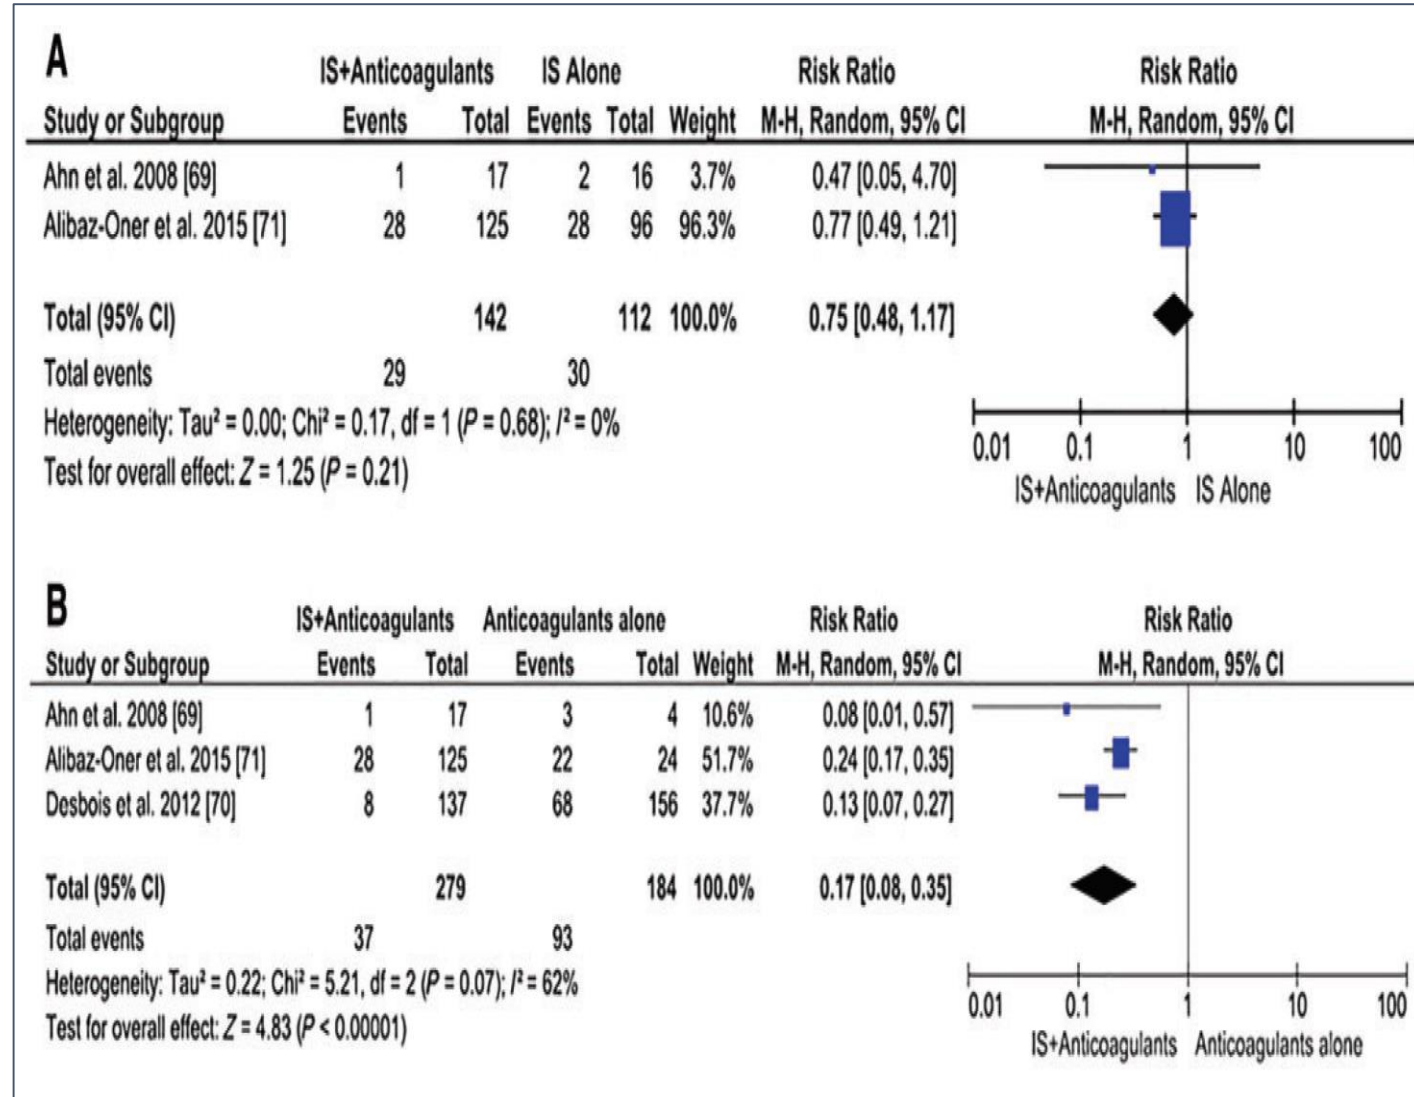 A
IS+Anticoagulants IS Alone Risk Ratio Risk Ratio
Study or Subgroup Events Total Events Total Weight M-H, Random, 95% CI M-H, Random, 95% CI
Ahn et al. 2008 [69] 1 17 2 16 3.7% 0.47 [0.05, 4.70]
Alibaz-Oner et al. 2015 [71] 28 125 28 96 96.3% 0.77 [0.49, 1.21]
Total (95% CI) 142 112 100.0% 0.75 [0.48, 1.17]
Total events 29 30
Heterogeneity: Tau² = 0.00; Chi² = 0.17, df = 1 (P = 0.68); I² = 0%
Test for overall effect: Z = 1.25 (P = 0.21)
0.01 0.1 1 10 100
IS+Anticoagulants IS Alone
B
IS+Anticoagulants Anticoagulants alone Risk Ratio Risk Ratio
Study or Subgroup Events Total Events Total Weight M-H, Random, 95% CI M-H, Random, 95% CI
Ahn et al. 2008 [69] 1 17 3 4 10.6% 0.08 [0.01, 0.57]
Alibaz-Oner et al. 2015 [71] 28 125 22 24 51.7% 0.24 [0.17, 0.35]
Desbois et al. 2012 [70] 8 137 68 156 37.7% 0.13 [0.07, 0.27]
Total (95% CI) 279 184 100.0% 0.17 [0.08, 0.35]
Total events 37 93
Heterogeneity: Tau² = 0.22; Chi² = 5.21, df = 2 (P = 0.07); I² = 62%
Test for overall effect: Z = 4.83 (P < 0.00001)
0.01 0.1 1 10 100
IS+Anticoagulants Anticoagulants alone